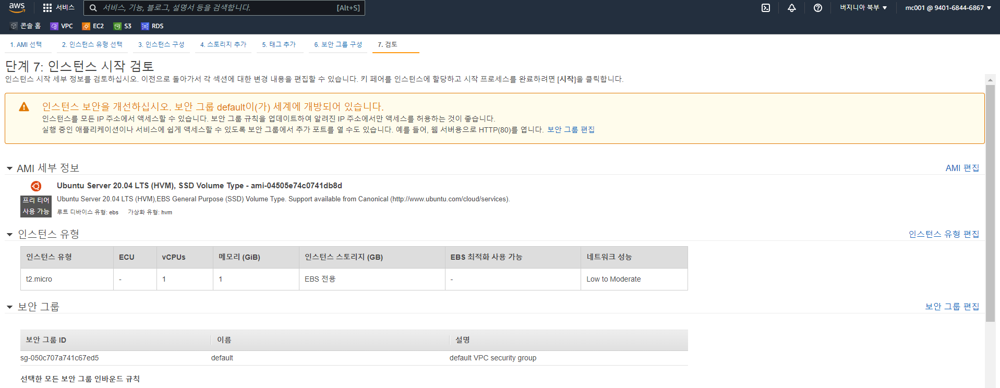 aws
서비스
서비스, 기능, 블로그, 설명서 등을 검색합니다.
[Alt+S]
버지니아 북부
mc001 @ 9401-6844-6867
콘솔 홈
VPC
EC2
S3
RDS
1. AMI 선택
2. 인스턴스 유형 선택
3. 인스턴스 구성
4. 스토리지 추가
5. 태그 추가
6. 보안 그룹 구성
7. 검토
단계 7: 인스턴스 시작 검토
인스턴스 시작 세부 정보를 검토하십시오. 이전으로 돌아가서 각 섹션에 대한 변경 내용을 편집할 수 있습니다. 키 페어를 인스턴스에 할당하고 시작 프로세스를 완료하려면 [시작]을 클릭합니다.
인스턴스 보안을 개선하십시오. 보안 그룹 default이(가) 세계에 개방되어 있습니다.
인스턴스를 모든 IP 주소에서 액세스할 수 있습니다. 보안 그룹 규칙을 업데이트하여 알려진 IP 주소에서만 액세스를 허용하는 것이 좋습니다.
실행 중인 애플리케이션이나 서비스에 쉽게 액세스할 수 있도록 보안 그룹에서 추가 포트를 열 수도 있습니다. 예를 들어, 웹 서버용으로 HTTP(80)를 엽니다. 보안 그룹 편집
AMI 세부 정보
AMI 편집
Ubuntu Server 20.04 LTS (HVM), SSD Volume Type - ami-04505e74c0741db8d
프리 티어
사용 가능
Ubuntu Server 20.04 LTS (HVM),EBS General Purpose (SSD) Volume Type. Support available from Canonical (http://www.ubuntu.com/cloud/services).
루트 디바이스 유형: ebs 가상화 유형: hvm
인스턴스 유형
인스턴스 유형 편집
인스턴스 유형 ECU vCPUs 메모리 (GiB) 인스턴스 스토리지 (GB) EBS 최적화 사용 가능 네트워크 성능
t2.micro - 1 1 EBS 전용 - Low to Moderate
보안 그룹
보안 그룹 편집
보안 그룹 ID 이름 설명
sg-050c707a741c67ed5 default default VPC security group
선택한 모든 보안 그룹 인바운드 규칙